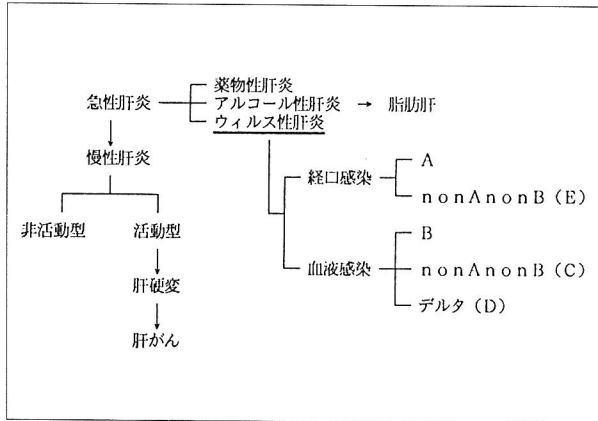 薬物性肝炎
急性肝炎 アルコール性肝炎 → 脂肪肝
ウィルス性肝炎
慢性肝炎
A
経口感染
nonAnonB(E)
非活動型 活動型
B
肝硬変 血液感染 nonAnonB(C)
デルタ(D)
肝がん